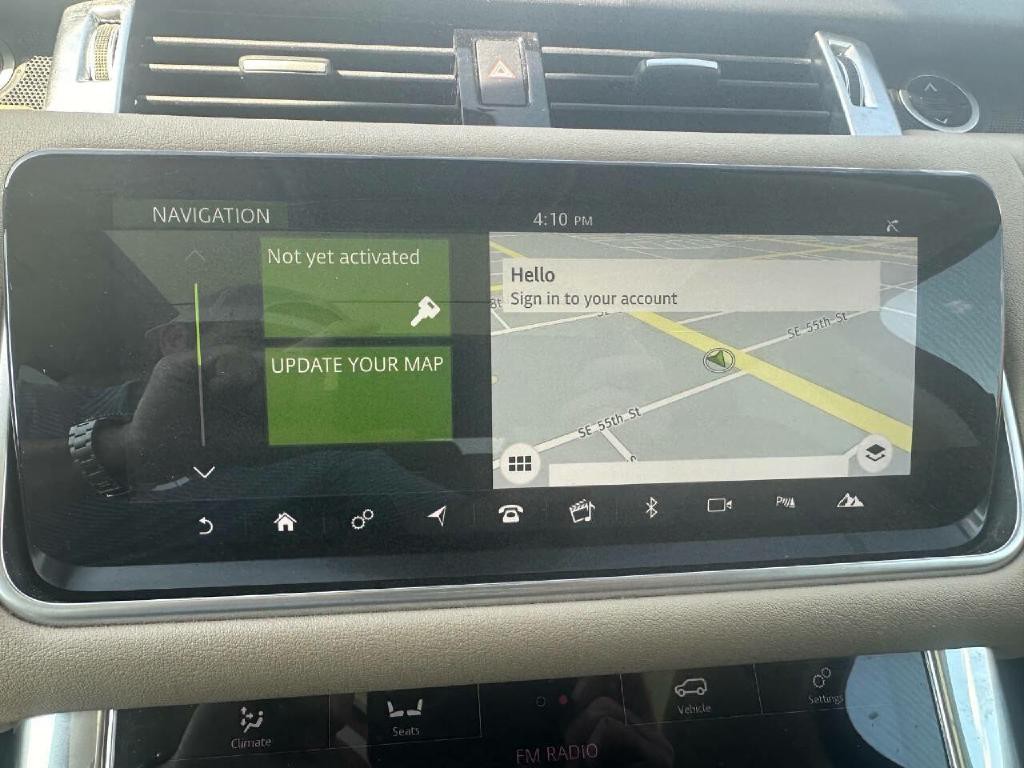 NAVIGATION
4:10 PM
Not yet activated
UPDATE YOUR MAP
Hello
Sign in to your account
SE 55th St
SE 55th St
Climate
Seats
Vehicle
Settings
FM RADIO